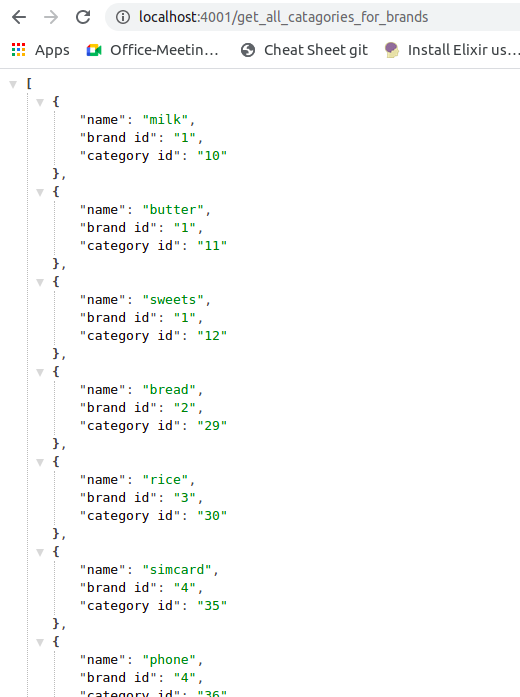 localhost:4001/get_all_catagories_for_brands
Apps Office-Meetin… Cheat Sheet git Install Elixir us…
[
{
"name": "milk",
"brand id": "1",
"category id": "10"
},
{
"name": "butter",
"brand id": "1",
"category id": "11"
},
{
"name": "sweets",
"brand id": "1",
"category id": "12"
},
{
"name": "bread",
"brand id": "2",
"category id": "29"
},
{
"name": "rice",
"brand id": "3",
"category id": "30"
},
{
"name": "simcard",
"brand id": "4",
"category id": "35"
},
{
"name": "phone",
"brand id": "4",
"category id": "36"